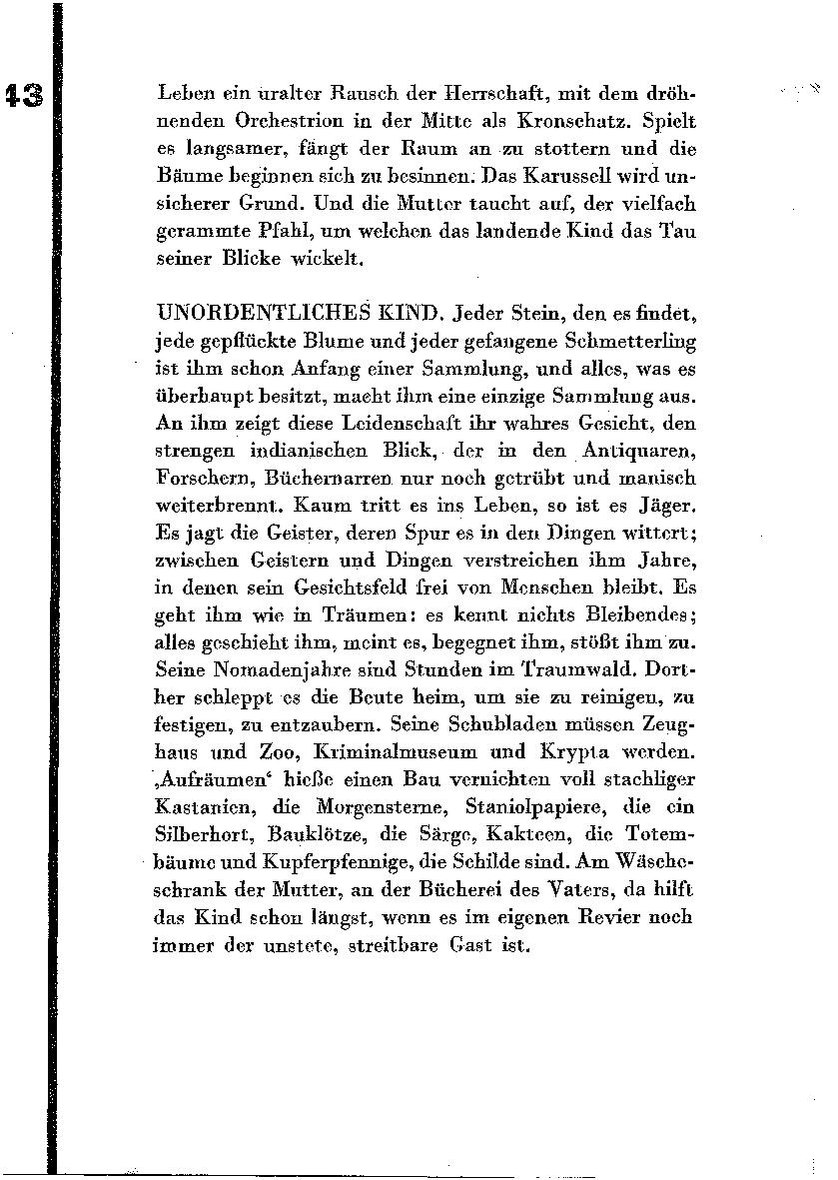 43
Leben ein uralter Rausch der Herrschaft, mit dem dröh-
nenden Orchestrion in der Mitte als Kronschatz. Spielt
es langsamer, fängt der Raum an zu stottern und die
Bäume beginnen sich zu besinnen. Das Karussell wird un-
sicherer Grund. Und die Mutter taucht auf, der vielfach
gerammte Pfahl, um welchen das landende Kind das Tau
seiner Blicke wickelt.
UNORDENTLICHES KIND. Jeder Stein, den es findet,
jede gepflückte Blume und jeder gefangene Schmetterling
ist ihm schon Anfang einer Sammlung, und alles, was es
überhaupt besitzt, macht ihm eine einzige Sammlung aus.
An ihm zeigt diese Leidenschaft ihr wahres Gesicht, den
strengen indianischen Blick, der in den Antiquaren,
Forschern, Büchernarren nur noch getrübt und manisch
weiterbrennt. Kaum tritt es ins Leben, so ist es Jäger.
Es jagt die Geister, deren Spur es in den Dingen wittert;
zwischen Geistern und Dingen verstreichen ihm Jahre,
in denen sein Gesichtsfeld frei von Menschen bleibt. Es
geht ihm wie in Träumen: es kennt nichts Bleibendes;
alles geschieht ihm, meint es, begegnet ihm, stößt ihm zu.
Seine Nomadenjahre sind Stunden im Traumwald. Dort-
her schleppt es die Beute heim, um sie zu reinigen, zu
festigen, zu entzaubern. Seine Schubladen müssen Zeug-
haus und Zoo, Kriminalmuseum und Krypta werden.
‚Aufräumen‘ hieße einen Bau vernichten voll stachliger
Kastanien, die Morgensterne, Staniolpapiere, die ein
Silberhort, Bauklötze, die Särge, Kakteen, die Totem-
bäume und Kupferpfennige, die Schilde sind. Am Wäsche-
schrank der Mutter, an der Bücherei des Vaters, da hilft
das Kind schon längst, wenn es im eigenen Revier noch
immer der unstete, streitbare Gast ist.